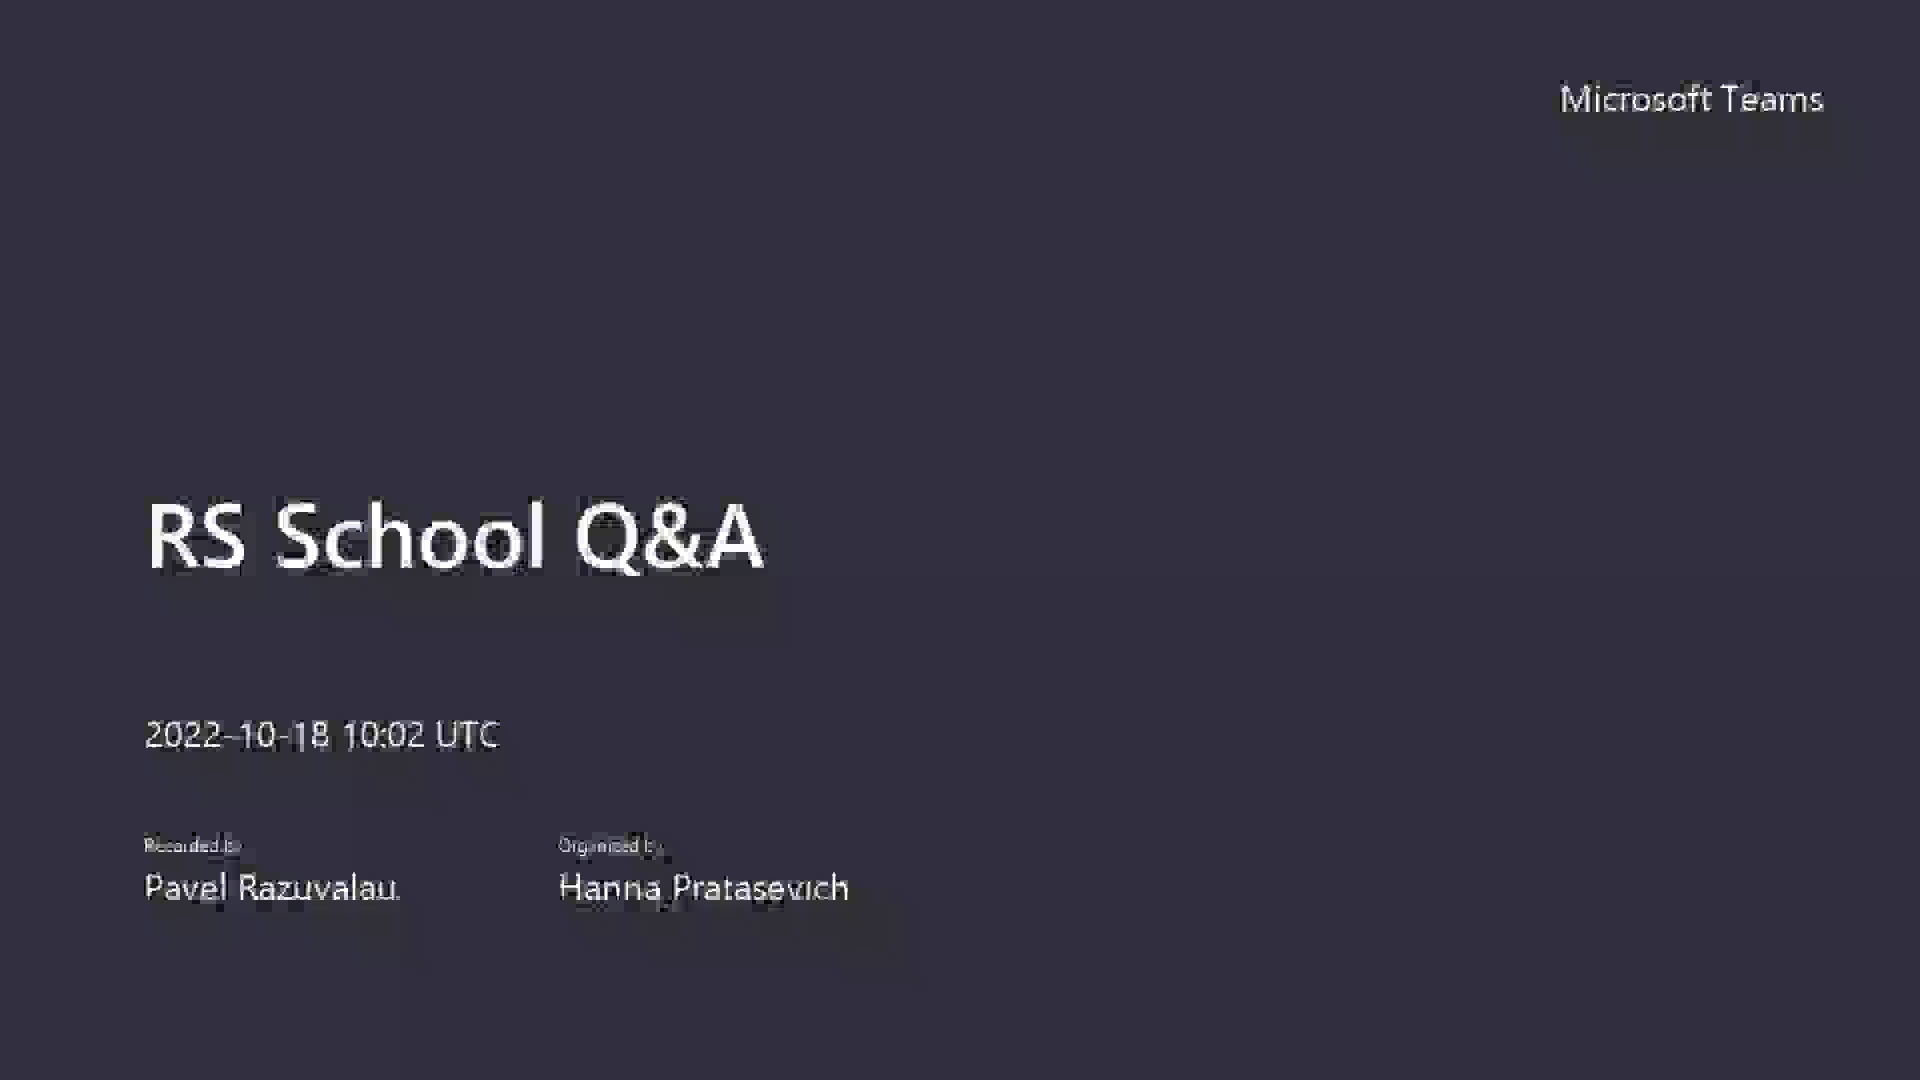 Microsoft Teams
RS School Q&A
2022-10-18 10:02 UTC
Recorded by
Organized by
Pavel Razuvalau
Hanna Pratasevich